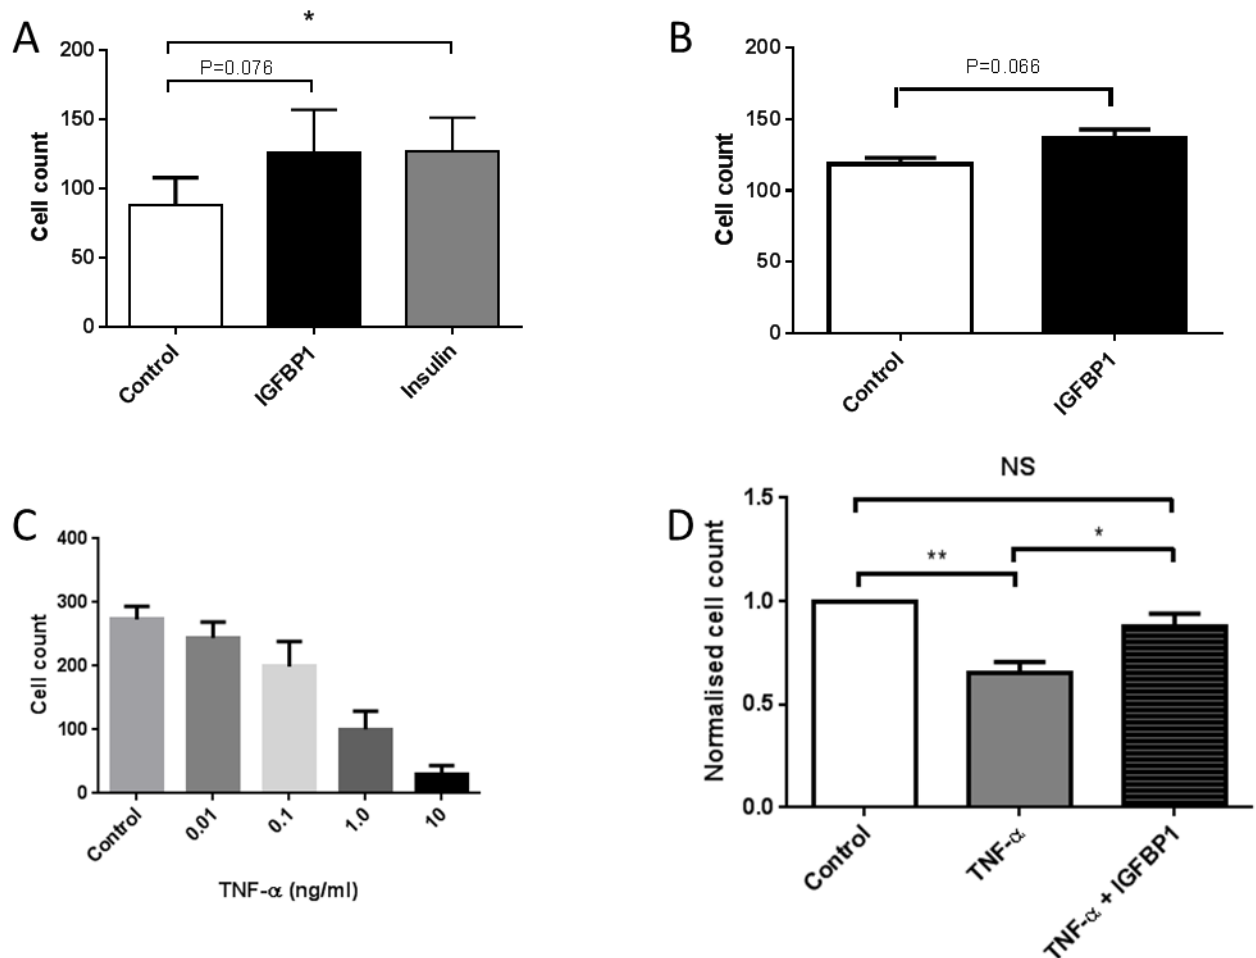 A
*
P=0.076
200
150
100
50
0
Cell count
Control
IGFBP1
Insulin
B
P=0.066
200
150
100
50
0
Cell count
Control
IGFBP1
C
400
300
200
100
0
Cell count
Control
0.01
0.1
1.0
10
TNF-α (ng/ml)
D
NS
**
*
1.5
1.0
0.5
0.0
Normalised cell count
Control
TNF-α
TNF-α + IGFBP1